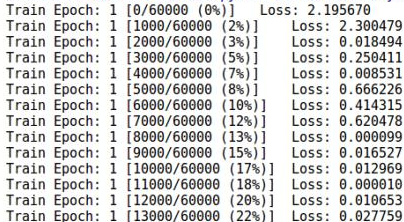 Train Epoch: 1 [0/60000 (0%)] Loss: 2.195670
Train Epoch: 1 [1000/60000 (2%)] Loss: 2.300479
Train Epoch: 1 [2000/60000 (3%)] Loss: 0.018494
Train Epoch: 1 [3000/60000 (5%)] Loss: 0.250411
Train Epoch: 1 [4000/60000 (7%)] Loss: 0.008531
Train Epoch: 1 [5000/60000 (8%)] Loss: 0.666226
Train Epoch: 1 [6000/60000 (10%)] Loss: 0.414315
Train Epoch: 1 [7000/60000 (12%)] Loss: 0.620478
Train Epoch: 1 [8000/60000 (13%)] Loss: 0.000099
Train Epoch: 1 [9000/60000 (15%)] Loss: 0.016527
Train Epoch: 1 [10000/60000 (17%)] Loss: 0.012969
Train Epoch: 1 [11000/60000 (18%)] Loss: 0.000010
Train Epoch: 1 [12000/60000 (20%)] Loss: 0.010653
Train Epoch: 1 [13000/60000 (22%)] Loss: 0.027759